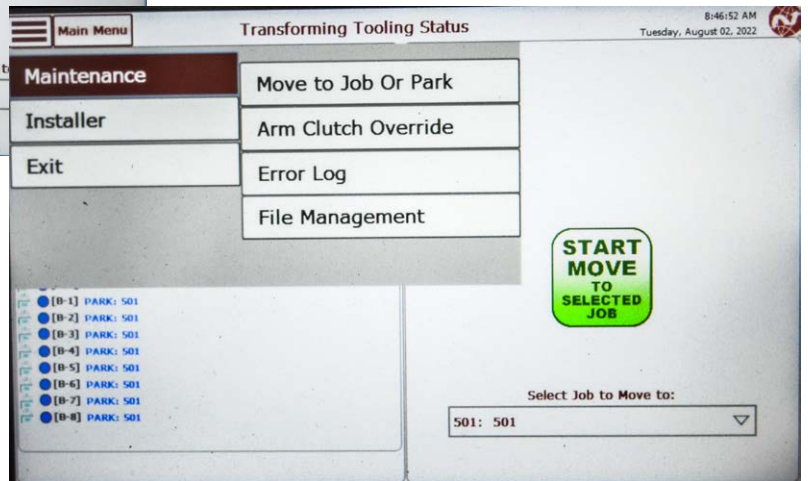 8:46:52 AM
Main Menu
Transforming Tooling Status
Tuesday, August 02, 2022
Maintenance
Move to Job Or Park
Installer
Arm Clutch Override
Exit
Error Log
File Management
START
MOVE
TO
SELECTED
JOB
[B-1] PARK: 501
[B-2] PARK: 501
[B-3] PARK: 501
[B-4] PARK: 501
[B-5] PARK: 501
[B-6] PARK: 501
[B-7] PARK: 501
[B-8] PARK: 501
Select Job to Move to:
501: 501